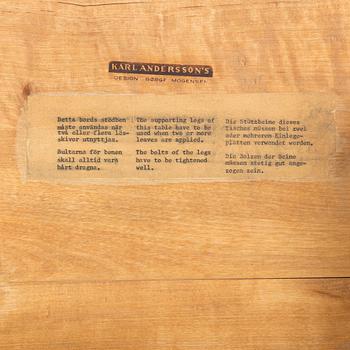 KARL ANDERSSON'S
DESIGN BØRGE MOGENSEN
Detta bords stödben
måste användas när
två eller flera lös-
skivor utnyttjas.
Bultarna för benen
skall alltid vara
hårt dragna.
The supporting legs of
this table have to be
used when two or more
leaves are applied.
The bolts of the legs
have to be tightened
well.
Die Stützbeine dieses
Tisches müssen bei zwei
oder mehreren Einlege-
platten verwendet werden.
Die Bolzen der Beine
müssen stetig gut ange-
zogen sein.